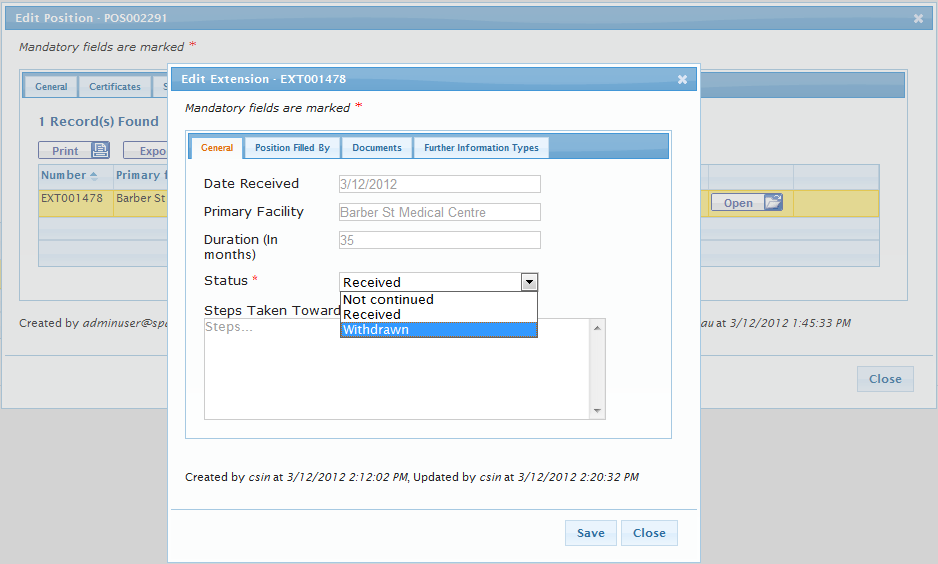 Edit Position - POS002291
Mandatory fields are marked *
General Certificates
1 Record(s) Found
Print
Number Primary
EXT001478 Barber St
Open
Created by at 3/12/2012 1:45:33 PM
Close
Edit Extension - EXT001478
Mandatory fields are marked *
General Position Filled By Documents Further Information Types
Date Received 3/12/2012
Primary Facility Barber St Medical Centre
Duration (In
months) 35
Status * Received
Not continued
Received
Withdrawn
Steps Taken Toward
Steps...
Created by csin at 3/12/2012 2:12:02 PM, Updated by csin at 3/12/2012 2:20:32 PM
Save Close